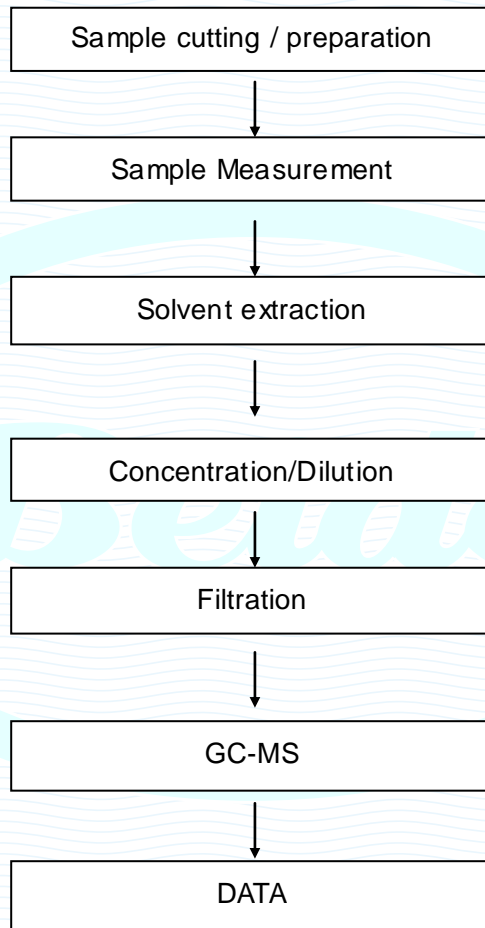 Sample cutting / preparation
Sample Measurement
Solvent extraction
Concentration/Dilution
Filtration
GC-MS
DATA